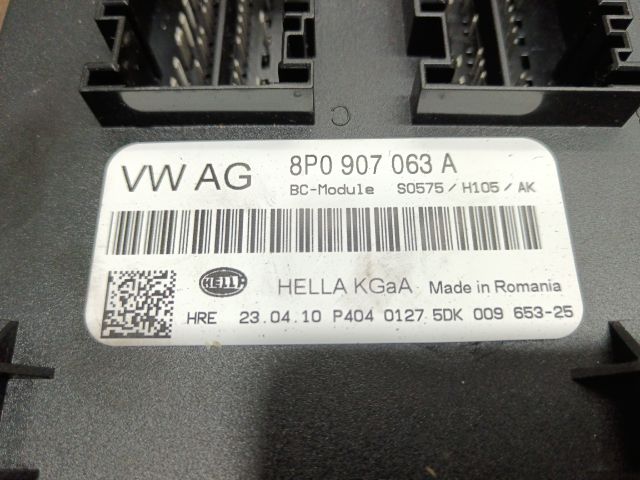 VW AG 8P0 907 063 A
BC-Module S0575 / H105 / AK
HELLA HELLA KGaA Made in Romania
HRE 23.04.10 P404 0127 5DK 009 653-25
C